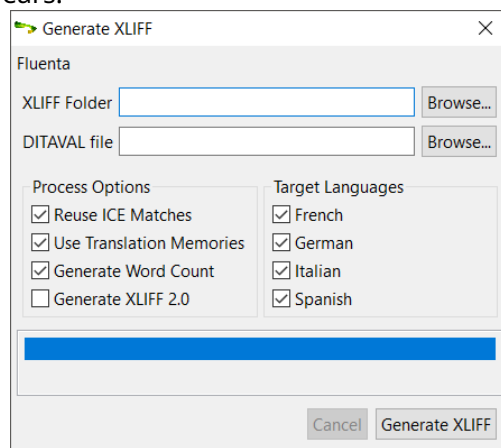 Generate XLIFF
Fluenta
XLIFF Folder Browse...
DITAVAL file Browse...
Process Options Target Languages
Reuse ICE Matches French
Use Translation Memories German
Generate Word Count Italian
Generate XLIFF 2.0 Spanish
Cancel Generate XLIFF